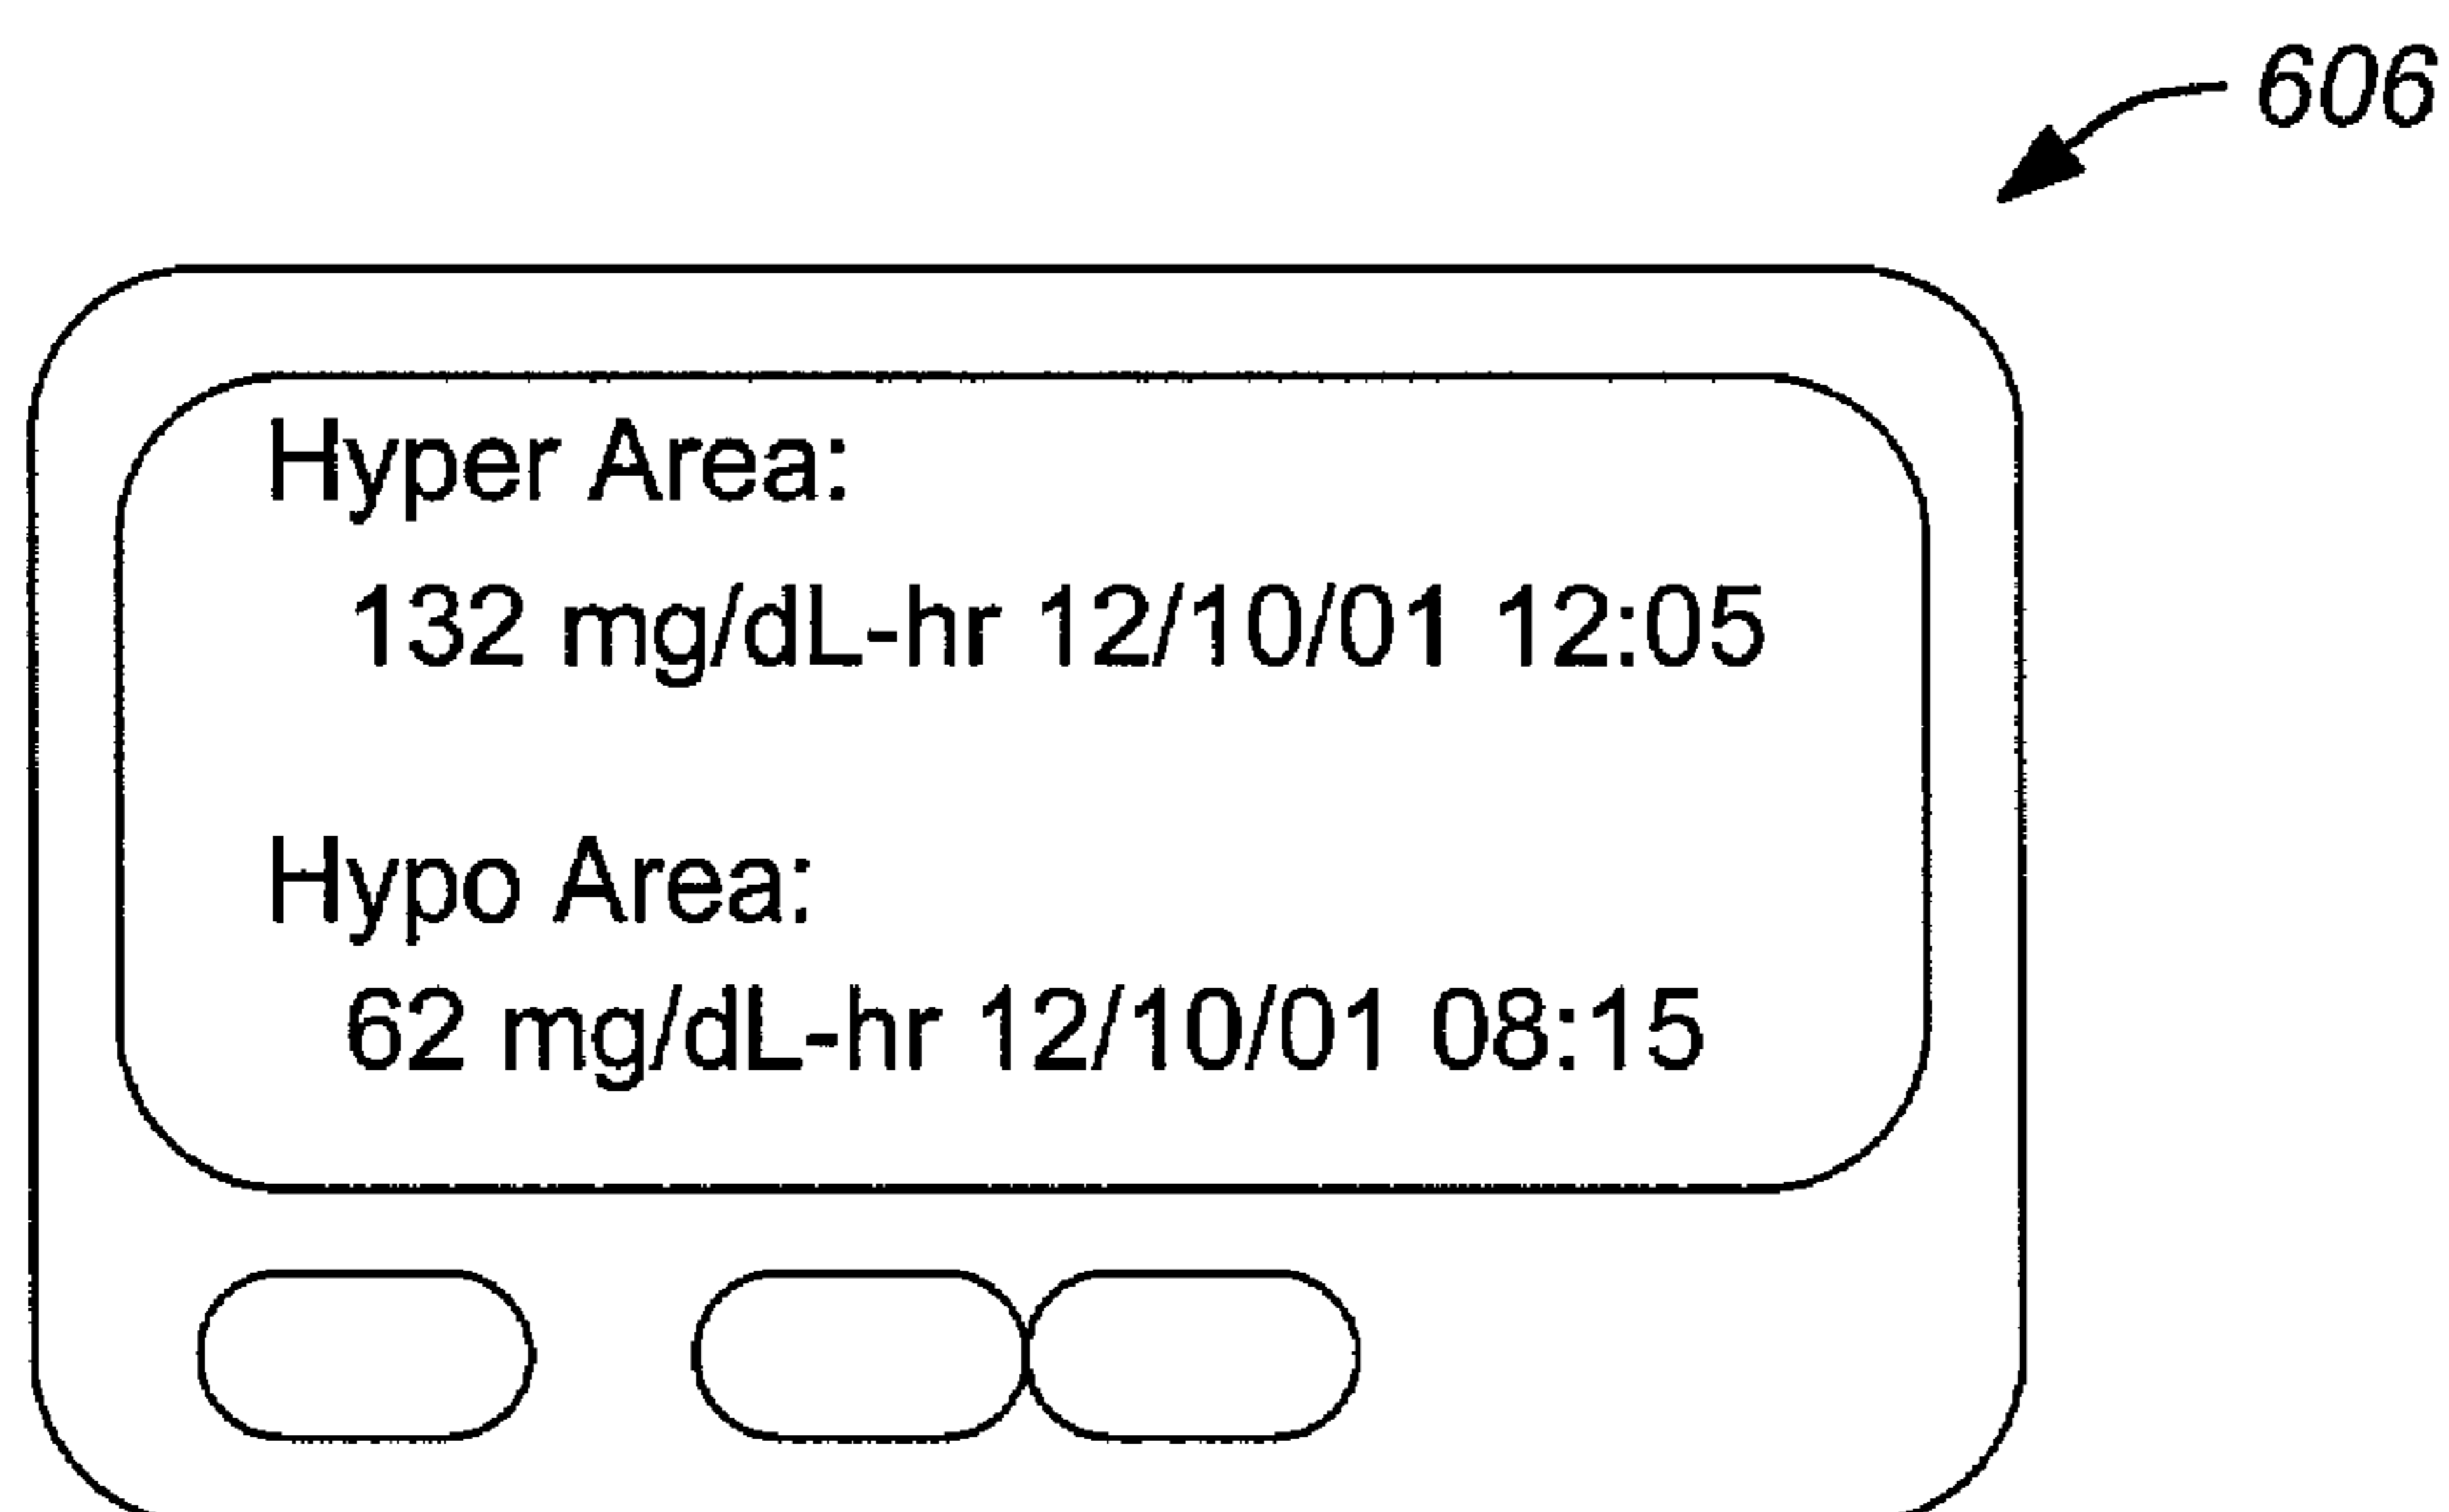 606
Hyper Area:
132 mg/dL-hr 12/10/01 12:05
Hypo Area:
62 mg/dL-hr 12/10/01 08:15